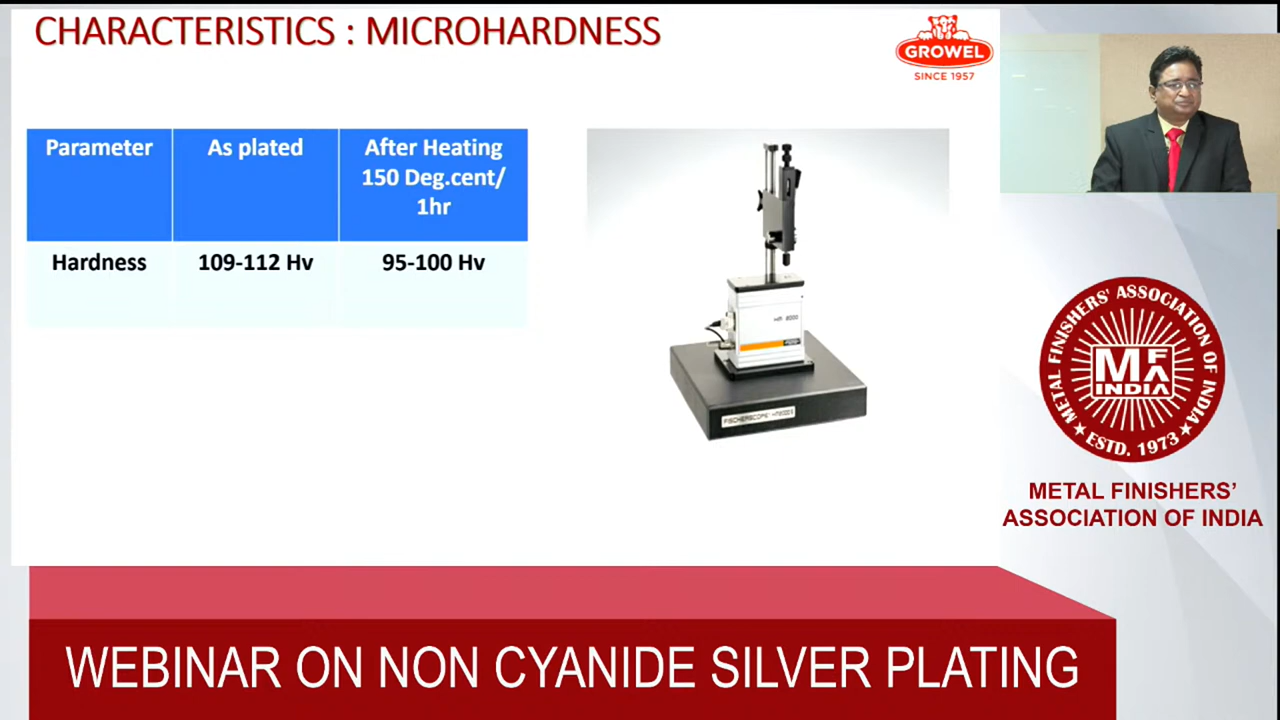 CHARACTERISTICS : MICROHARDNESS
GROWEL
SINCE 1957
Parameter
As plated
After Heating
150 Deg.cent/
1hr
Hardness
109-112 Hv
95-100 Hv
METAL FINISHERS' ASSOCIATION OF INDIA
MFA
INDIA
ESTD. 1973
METAL FINISHERS'
ASSOCIATION OF INDIA
WEBINAR ON NON CYANIDE SILVER PLATING